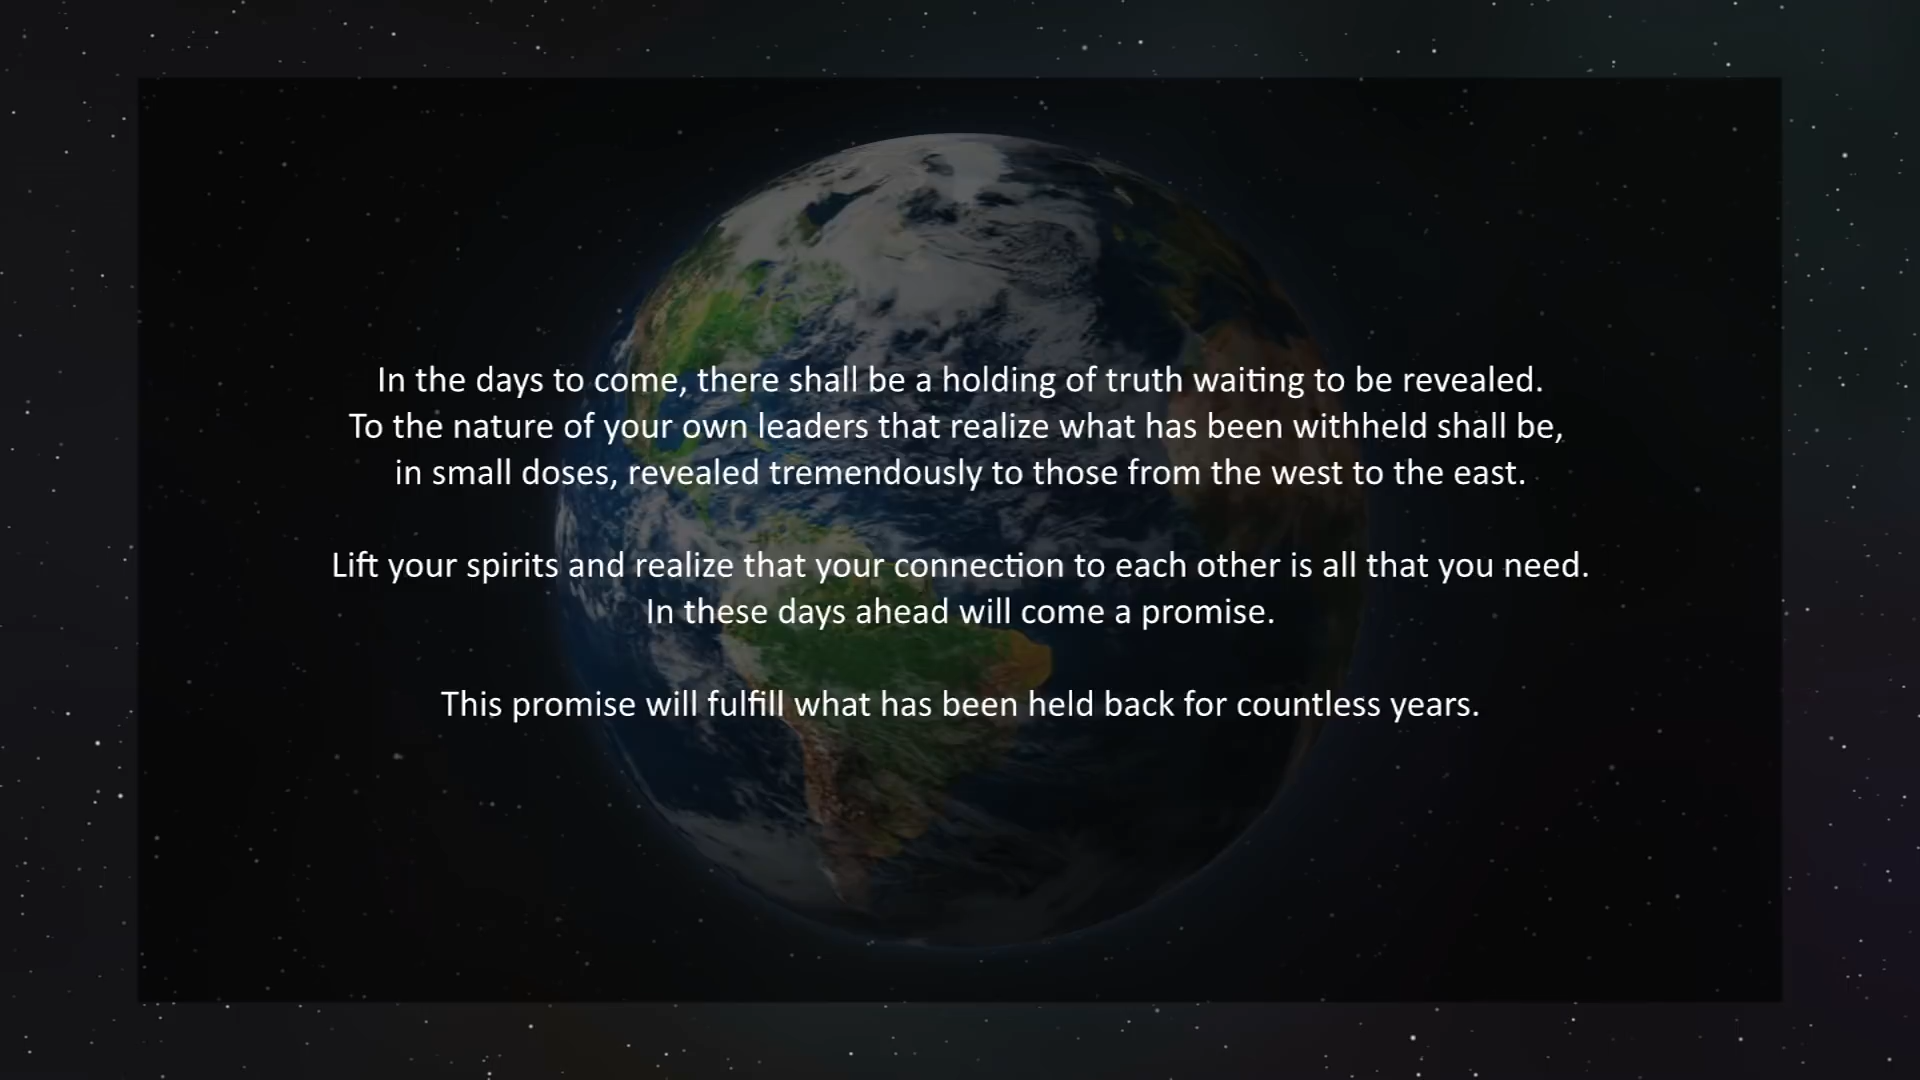 In the days to come, there shall be a holding of truth waiting to be revealed.
To the nature of your own leaders that realize what has been withheld shall be,
in small doses, revealed tremendously to those from the west to the east.
Lift your spirits and realize that your connection to each other is all that you need.
In these days ahead will come a promise.
This promise will fulfill what has been held back for countless years.